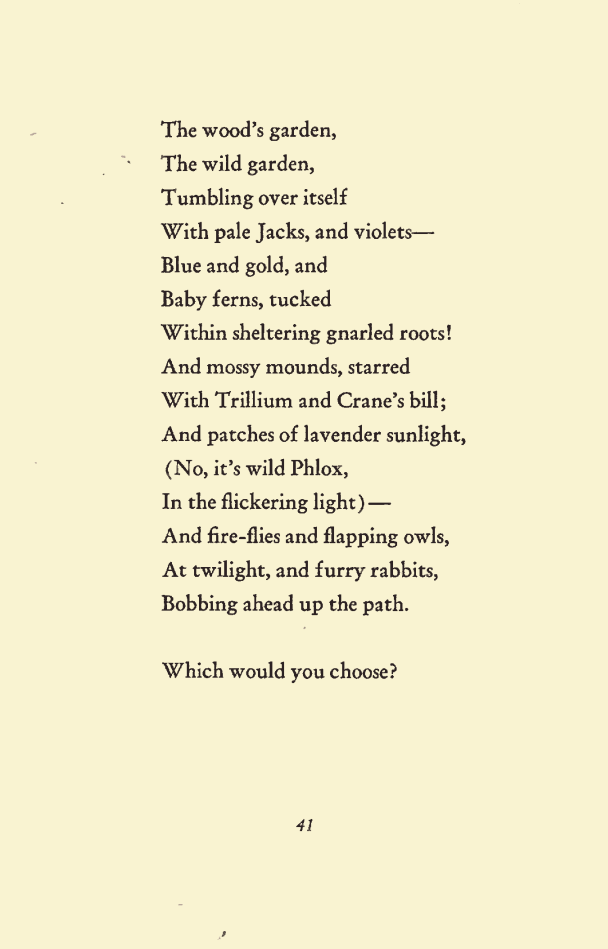 The wood's garden,
The wild garden,
Tumbling over itself
With pale Jacks, and violets—
Blue and gold, and
Baby ferns, tucked
Within sheltering gnarled roots!
And mossy mounds, starred
With Trillium and Crane's bill;
And patches of lavender sunlight,
(No, it's wild Phlox,
In the flickering light)—
And fire-flies and flapping owls,
At twilight, and furry rabbits,
Bobbing ahead up the path.

Which would you choose?

41